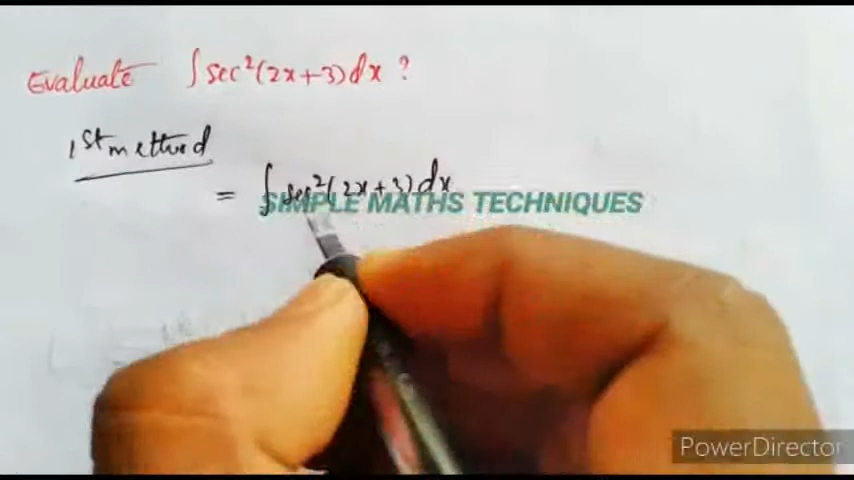 Evaluate ∫ sec²(2x+3)dx ?
1st method
= ∫ sec²(2x+3)dx
SIMPLE MATHS TECHNIQUES
PowerDirector